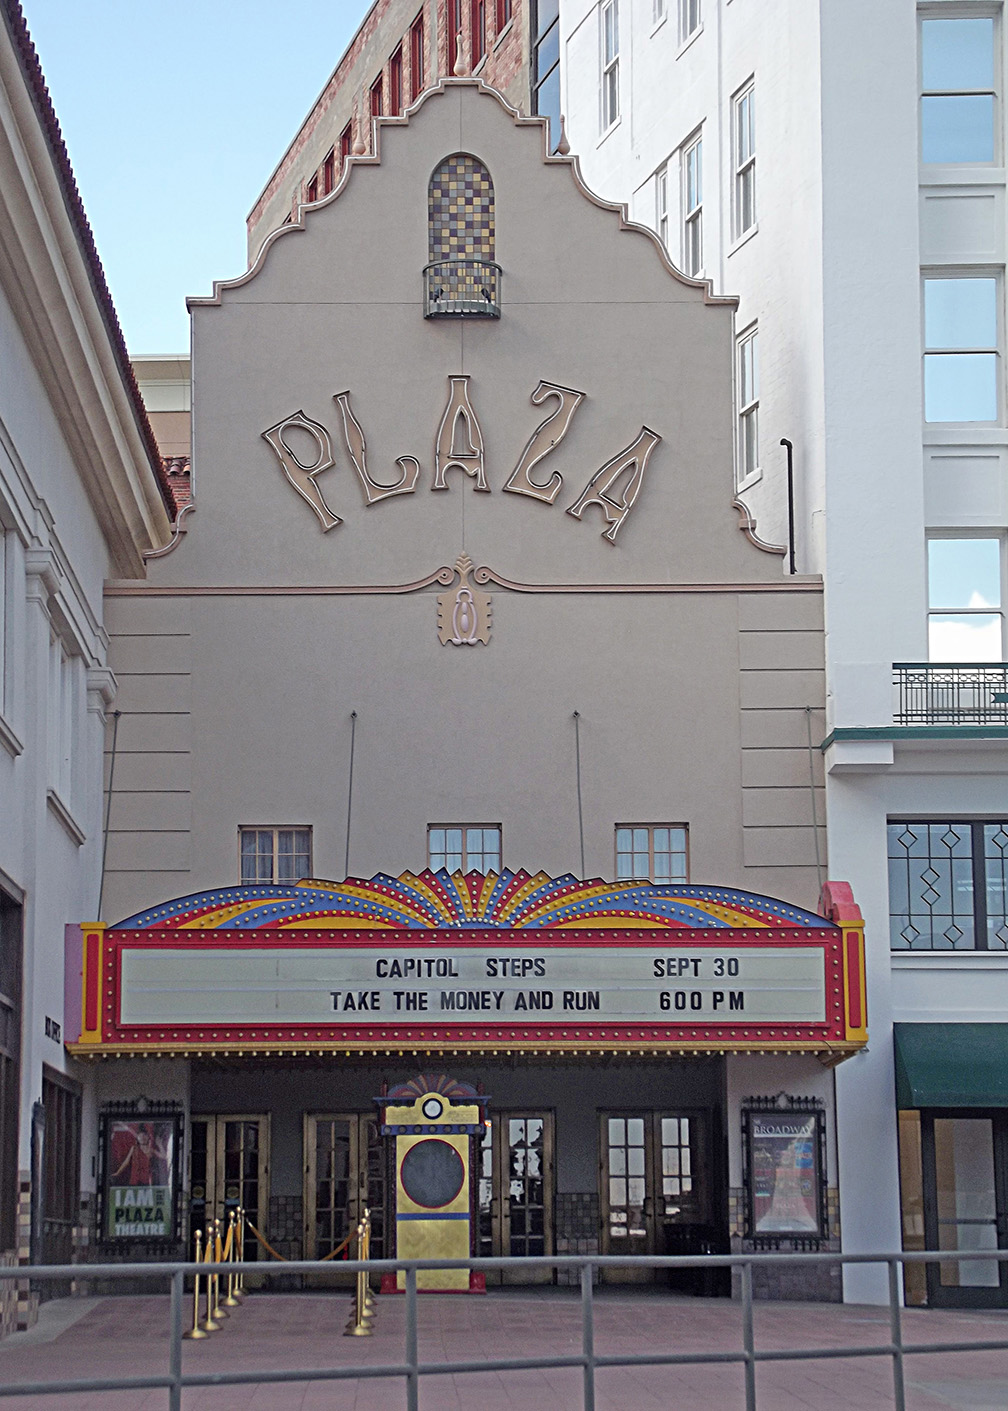 PLAZA
CAPITOL STEPS SEPT 30
TAKE THE MONEY AND RUN 600 PM
I AM
PLAZA
THEATRE
BROADWAY